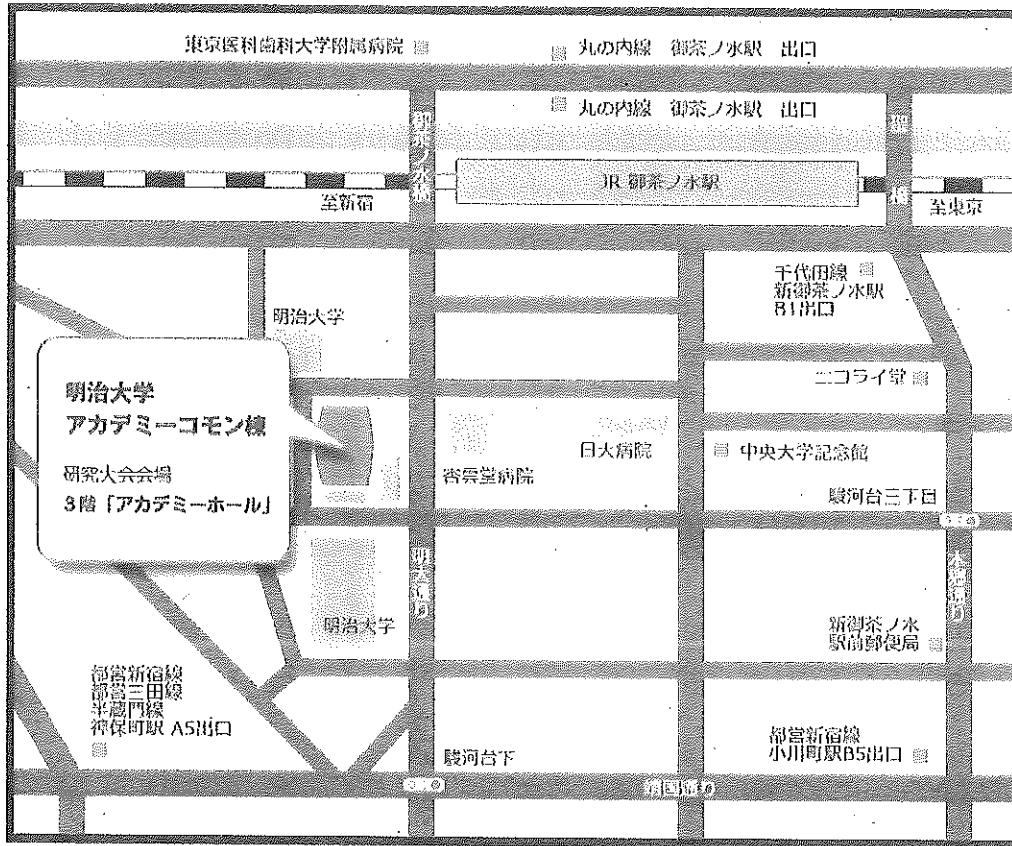 東京医科歯科大学附属病院
丸の内線 御茶ノ水駅 出口
丸の内線 御茶ノ水駅 出口
御茶ノ水橋
聖橋
JR 御茶ノ水駅
至新宿
至東京
千代田線
新御茶ノ水駅
B1出口
明治大学
ニコライ堂
明治大学
アカデミーコモン棟
研究大会会場
3階「アカデミーホール」
杏雲堂病院
日大病院
中央大学記念館
駿河台三丁目
明大通り
本郷通り
明治大学
新御茶ノ水
駅前郵便局
都営新宿線
都営三田線
半蔵門線
神保町駅 A5出口
駿河台下
都営新宿線
小川町駅B5出口
靖国通り